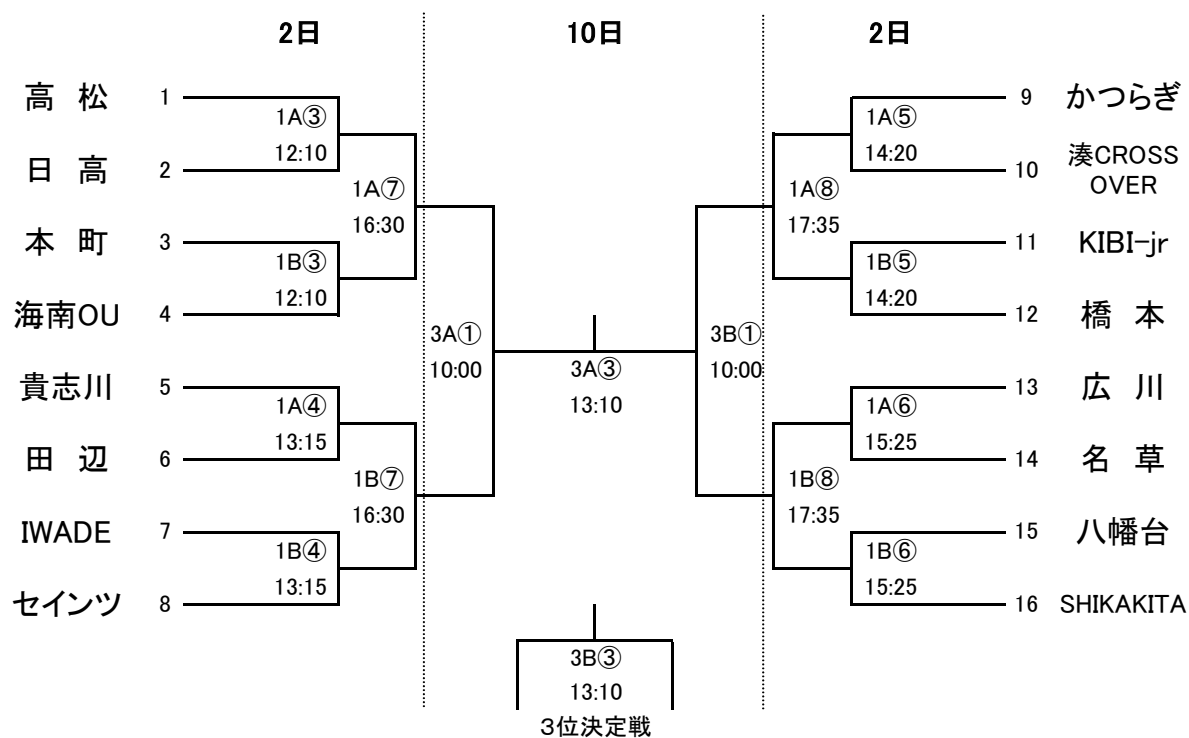 2日 10日 2日
高 松 1
1A③
12:10
日 高 2
1A⑦
16:30
本 町 3
1B③
12:10
海南OU 4
3A①
10:00
貴志川 5
1A④
13:15
田 辺 6
1B⑦
16:30
IWADE 7
1B④
13:15
セインツ 8
3A③
13:10
3B③
13:10
3位決定戦
9 かつらぎ
1A⑤
14:20
10 湊CROSS
OVER
1A⑧
17:35
11 KIBI-jr
1B⑤
14:20
12 橋 本
3B①
10:00
13 広 川
1A⑥
15:25
14 名 草
1B⑧
17:35
15 八幡台
1B⑥
15:25
16 SHIKAKITA